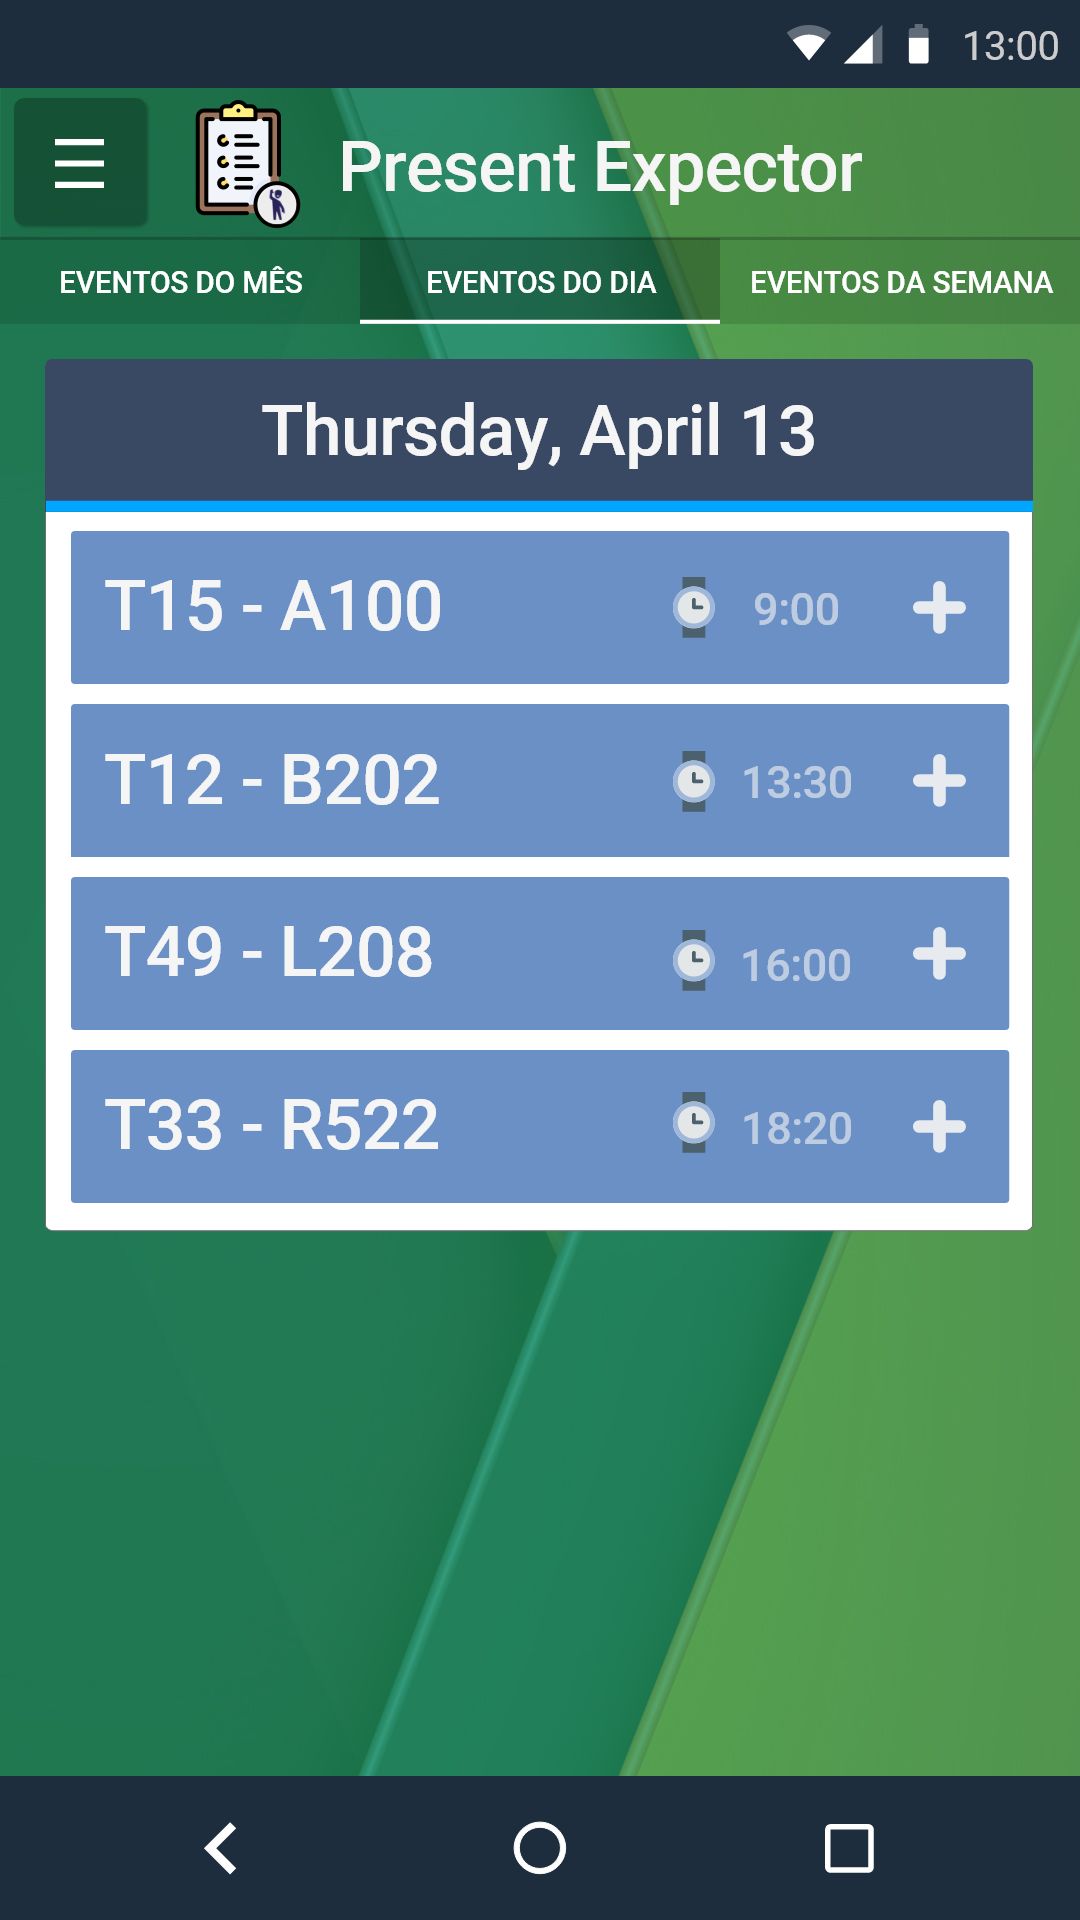 13:00
Present Expector
EVENTOS DO MÊS
EVENTOS DO DIA
EVENTOS DA SEMANA
Thursday, April 13
T15 - A100 9:00
T12 - B202 13:30
T49 - L208 16:00
T33 - R522 18:20